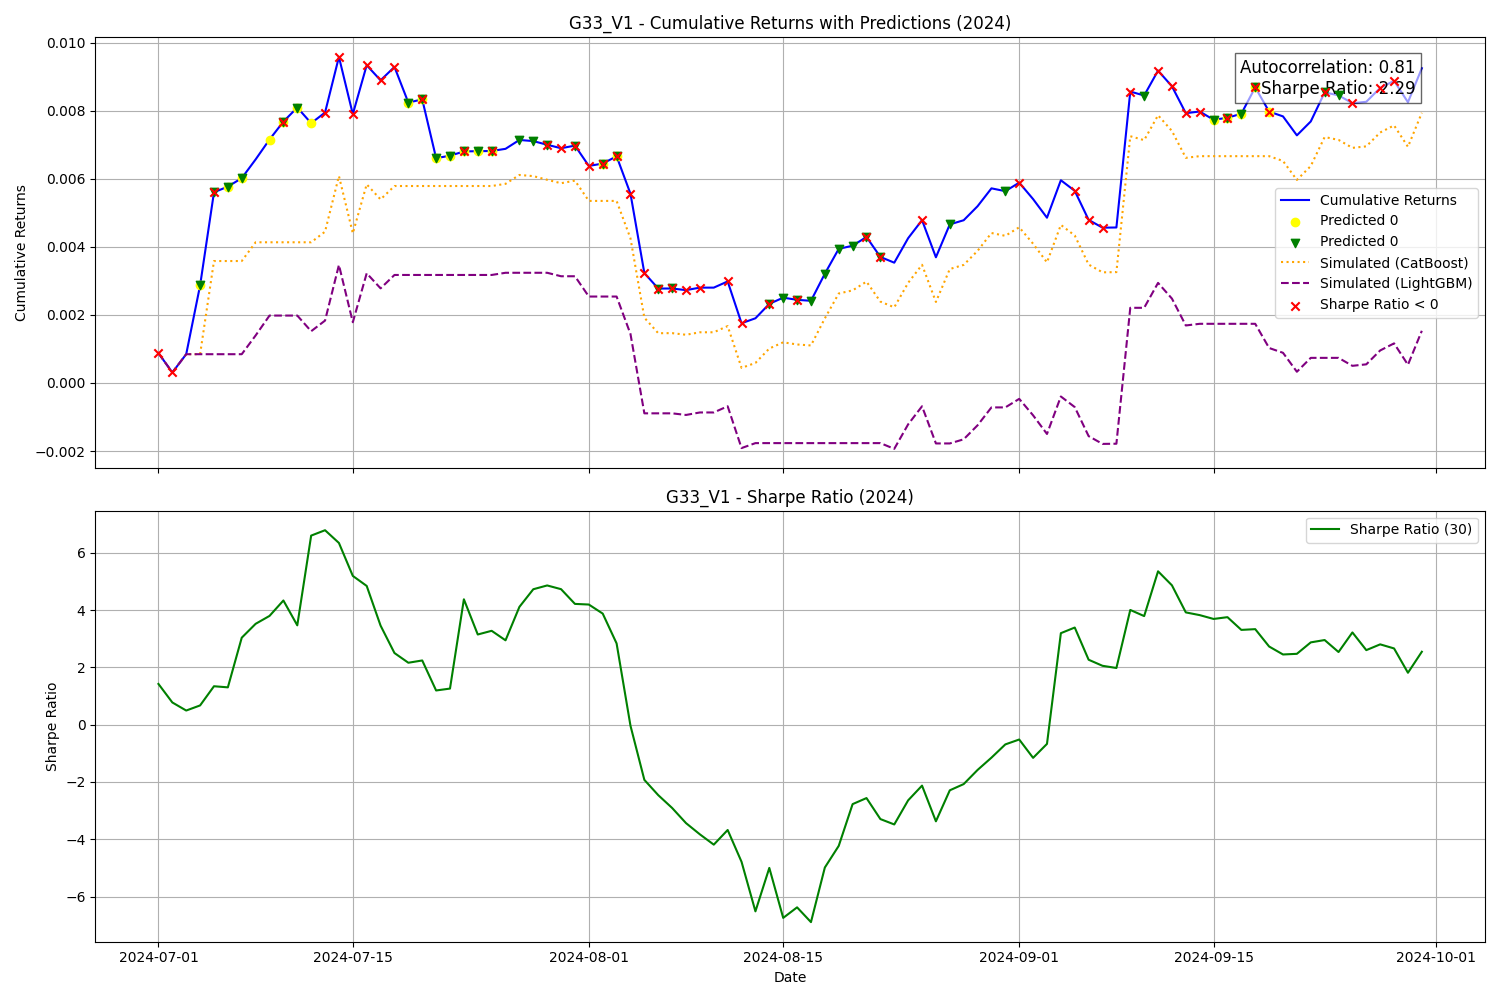 G33_V1 - Cumulative Returns with Predictions (2024)
Cumulative Returns
0.010
0.008
0.006
0.004
0.002
0.000
−0.002
Autocorrelation: 0.81
Sharpe Ratio: 2.29
Cumulative Returns
Predicted 0
Predicted 0
Simulated (CatBoost)
Simulated (LightGBM)
Sharpe Ratio < 0
G33_V1 - Sharpe Ratio (2024)
Sharpe Ratio
6
4
2
0
−2
−4
−6
Sharpe Ratio (30)
2024-07-01
2024-07-15
2024-08-01
2024-08-15
2024-09-01
2024-09-15
2024-10-01
Date